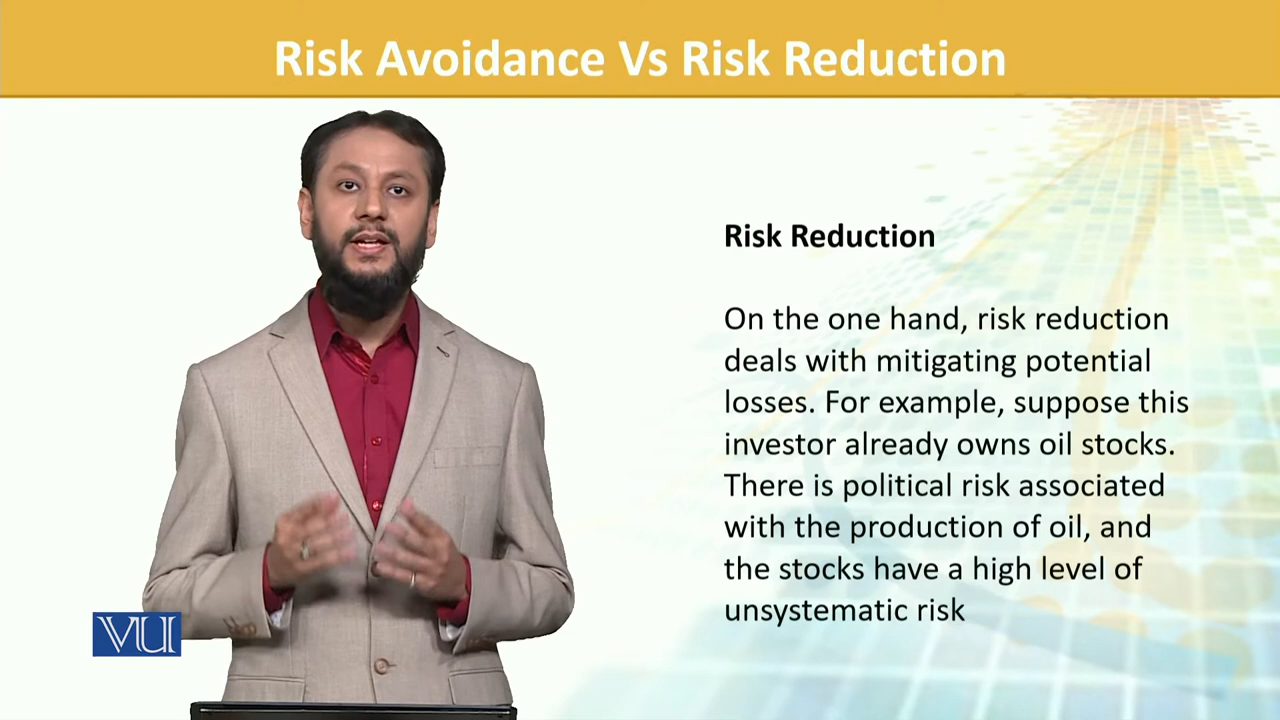 Risk Avoidance Vs Risk Reduction
Risk Reduction
On the one hand, risk reduction
deals with mitigating potential
losses. For example, suppose this
investor already owns oil stocks.
There is political risk associated
with the production of oil, and
the stocks have a high level of
unsystematic risk
VU